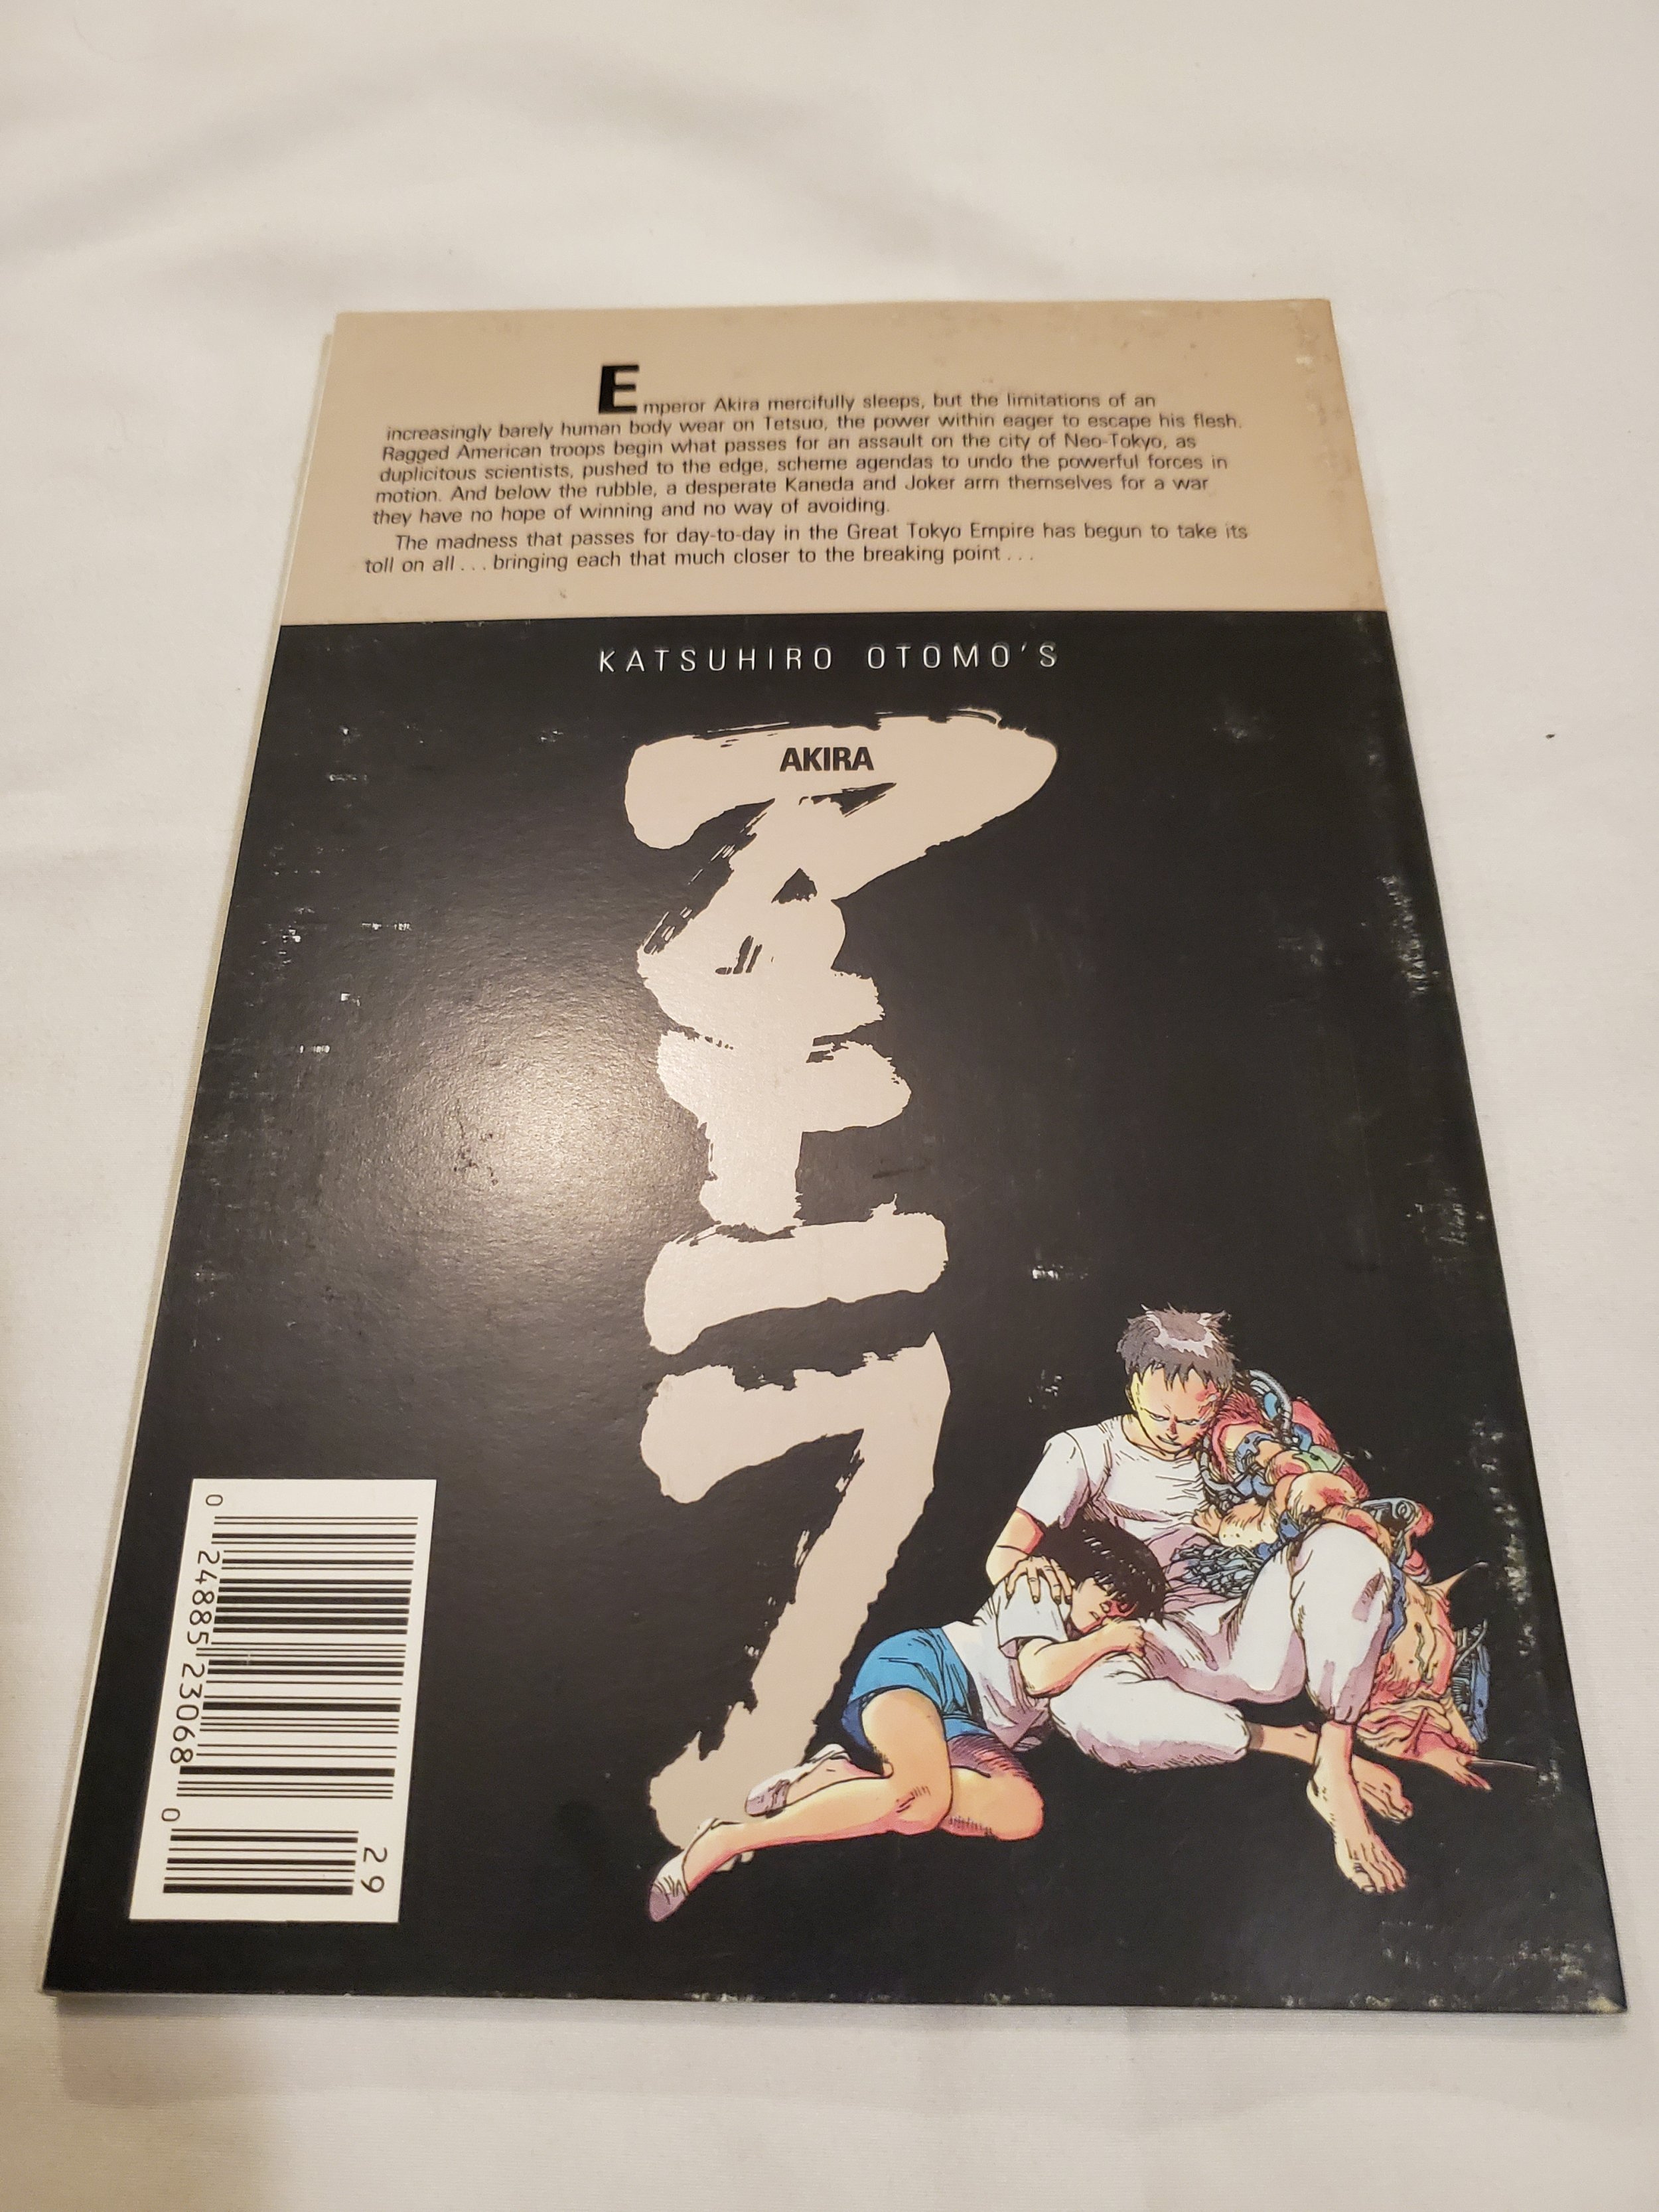 Emperor Akira mercifully sleeps, but the limitations of an
increasingly barely human body wear on Tetsuo, the power within eager to escape his flesh.
Ragged American troops begin what passes for an assault on the city of Neo-Tokyo, as
duplicitous scientists, pushed to the edge, scheme agendas to undo the powerful forces in
motion. And below the rubble, a desperate Kaneda and Joker arm themselves for a war
they have no hope of winning and no way of avoiding.
The madness that passes for day-to-day in the Great Tokyo Empire has begun to take its
toll on all . . . bringing each that much closer to the breaking point . . .
KATSUHIRO OTOMO'S
AKIRA
アキラ
0 24885 23068 0
29